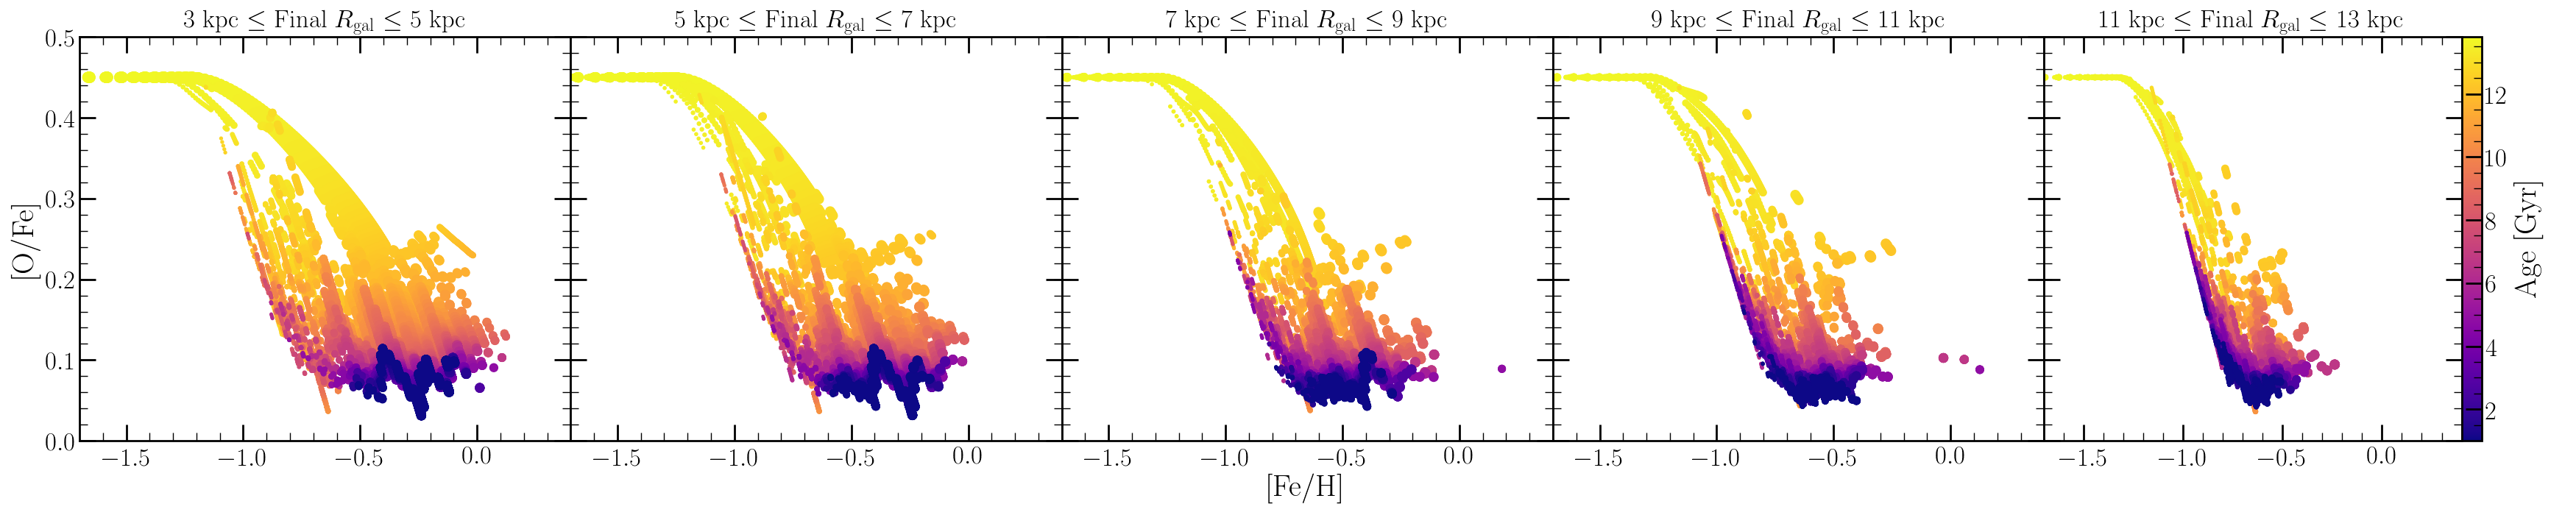 3 kpc ≤ Final R_gal ≤ 5 kpc
5 kpc ≤ Final R_gal ≤ 7 kpc
7 kpc ≤ Final R_gal ≤ 9 kpc
9 kpc ≤ Final R_gal ≤ 11 kpc
11 kpc ≤ Final R_gal ≤ 13 kpc
[O/Fe]
0.5
0.4
0.3
0.2
0.1
0.0
−1.5 −1.0 −0.5 0.0
−1.5 −1.0 −0.5 0.0
−1.5 −1.0 −0.5 0.0
−1.5 −1.0 −0.5 0.0
−1.5 −1.0 −0.5 0.0
[Fe/H]
12
10
8
6
4
2
Age [Gyr]